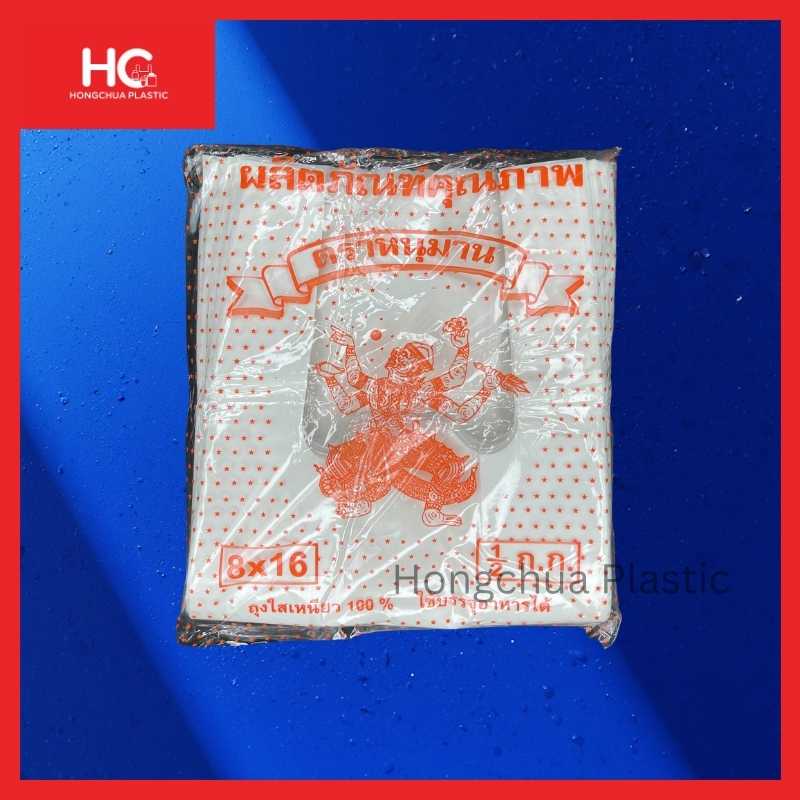 HC
HONGCHUA PLASTIC
ผลิตภัณฑ์คุณภาพ
ตราหนุมาน
8x16
1/2 ก.ก.
Hongchua Plastic
ถุงใสเหนียว 100 % ใช้บรรจุอาหารได้